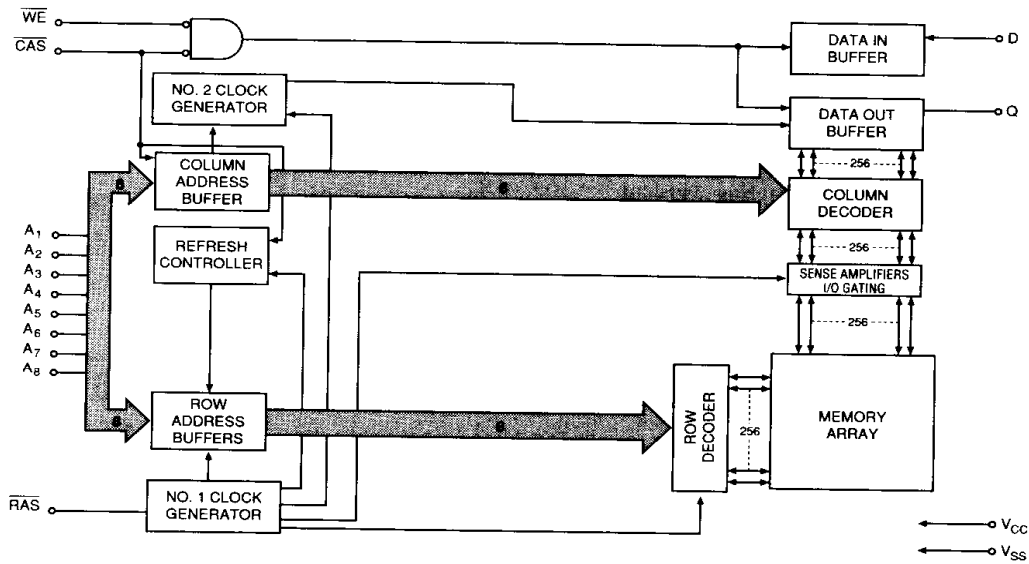 WE
CAS
NO. 2 CLOCK
GENERATOR
DATA IN
BUFFER
D
DATA OUT
BUFFER
Q
256
8
COLUMN
ADDRESS
BUFFER
8
COLUMN
DECODER
256
REFRESH
CONTROLLER
SENSE AMPLIFIERS
I/O GATING
256
A1
A2
A3
A4
A5
A6
A7
A8
8
ROW
ADDRESS
BUFFERS
8
ROW
DECODER
256
MEMORY
ARRAY
RAS
NO. 1 CLOCK
GENERATOR
VCC
VSS